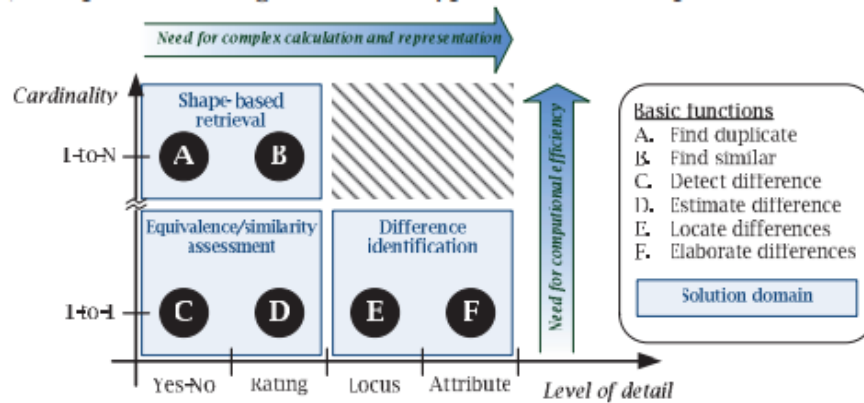 Need for complex calculation and representation
Cardinality
Shape-based
retrieval
A B
1-to-N
Equivalence/similarity
assessment
Difference
identification
C D E F
1-to-1
Yes-No Rating Locus Attribute
Level of detail
Need for computional efficiency
Basic functions
A. Find duplicate
B. Find similar
C. Detect difference
D. Estimate difference
E. Locate differences
F. Elaborate differences
Solution domain